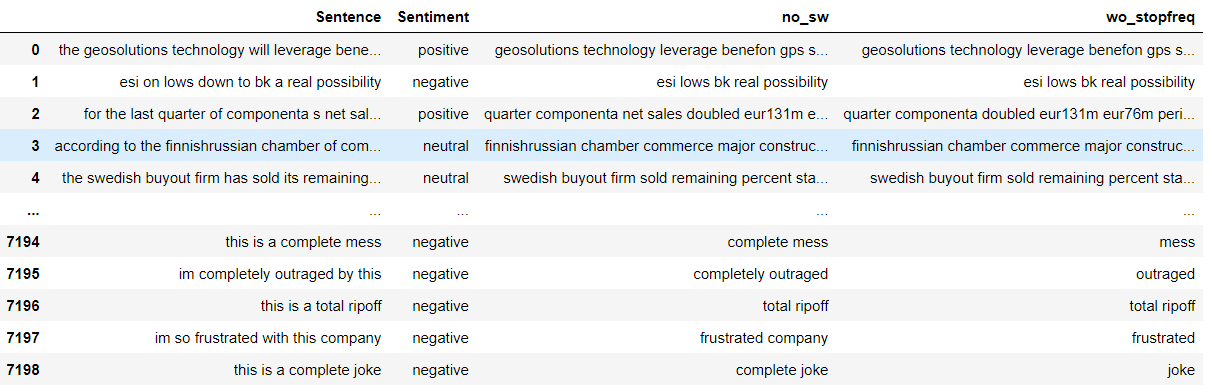 Sentence Sentiment no_sw wo_stopfreq
0 the geosolutions technology will leverage bene... positive geosolutions technology leverage benefon gps s... geosolutions technology leverage benefon gps s...
1 esi on lows down to bk a real possibility negative esi lows bk real possibility esi lows bk real possibility
2 for the last quarter of componenta s net sal... positive quarter componenta net sales doubled eur131m e... quarter componenta doubled eur131m eur76m peri...
3 according to the finnishrussian chamber of com... neutral finnishrussian chamber commerce major construc... finnishrussian chamber commerce major construc...
4 the swedish buyout firm has sold its remaining... neutral swedish buyout firm sold remaining percent sta... swedish buyout firm sold remaining percent sta...
... ... ... ... ...
7194 this is a complete mess negative complete mess mess
7195 im completely outraged by this negative completely outraged outraged
7196 this is a total ripoff negative total ripoff total ripoff
7197 im so frustrated with this company negative frustrated company frustrated
7198 this is a complete joke negative complete joke joke